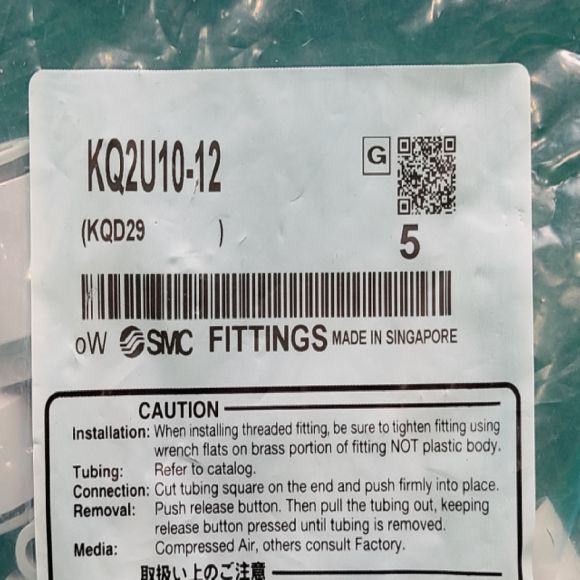 KQ2U10-12
G
(KQD29 )
5
oW SMC FITTINGS MADE IN SINGAPORE
CAUTION
Installation: When installing threaded fitting, be sure to tighten fitting using
wrench flats on brass portion of fitting NOT plastic body.
Tubing: Refer to catalog.
Connection: Cut tubing square on the end and push firmly into place.
Removal: Push release button. Then pull the tubing out, keeping
release button pressed until tubing is removed.
Media: Compressed Air, others consult Factory.
取扱い上のご注意